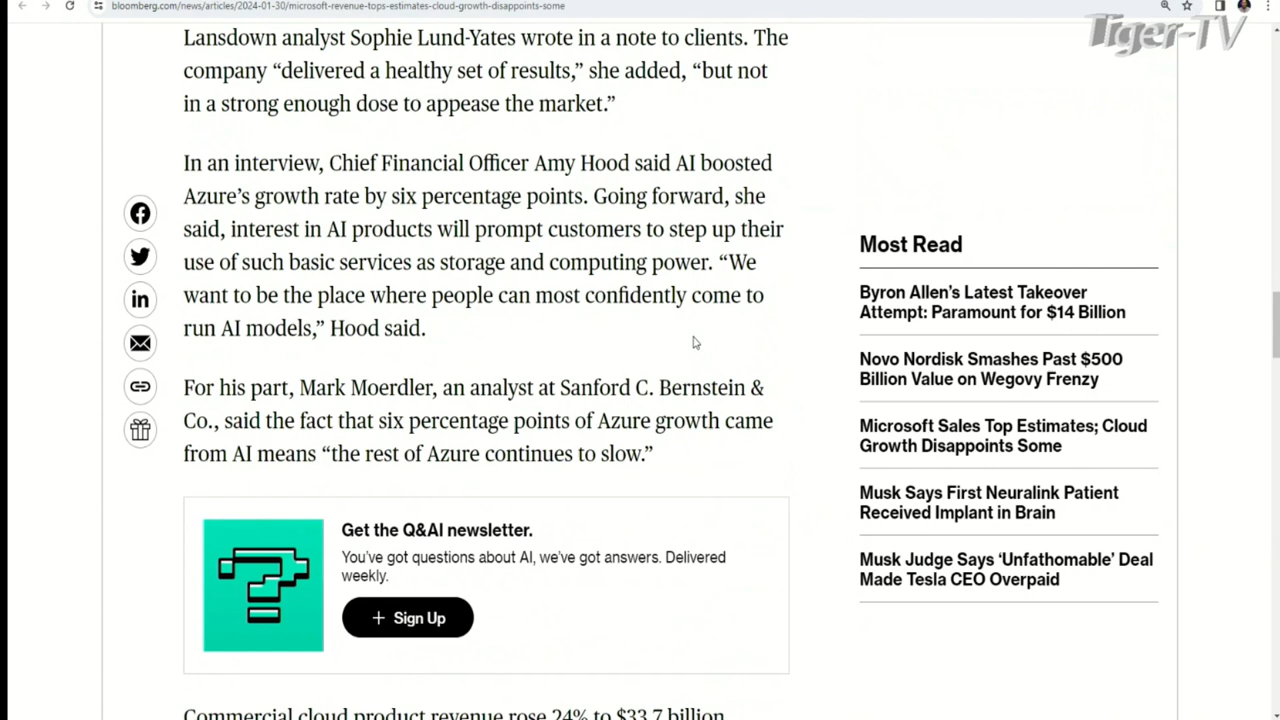 bloomberg.com/news/articles/2024-01-30/microsoft-revenue-tops-estimates-cloud-growth-disappoints-some
Tiger-TV
Lansdown analyst Sophie Lund-Yates wrote in a note to clients. The
company “delivered a healthy set of results,” she added, “but not
in a strong enough dose to appease the market.”
In an interview, Chief Financial Officer Amy Hood said AI boosted
Azure’s growth rate by six percentage points. Going forward, she
said, interest in AI products will prompt customers to step up their
use of such basic services as storage and computing power. “We
want to be the place where people can most confidently come to
run AI models,” Hood said.
For his part, Mark Moerdler, an analyst at Sanford C. Bernstein &
Co., said the fact that six percentage points of Azure growth came
from AI means “the rest of Azure continues to slow.”
Get the Q&AI newsletter.
You’ve got questions about AI, we’ve got answers. Delivered
weekly.
+ Sign Up
Commercial cloud product revenue rose 24% to $33.7 billion
Most Read
Byron Allen’s Latest Takeover
Attempt: Paramount for $14 Billion
Novo Nordisk Smashes Past $500
Billion Value on Wegovy Frenzy
Microsoft Sales Top Estimates; Cloud
Growth Disappoints Some
Musk Says First Neuralink Patient
Received Implant in Brain
Musk Judge Says ‘Unfathomable’ Deal
Made Tesla CEO Overpaid